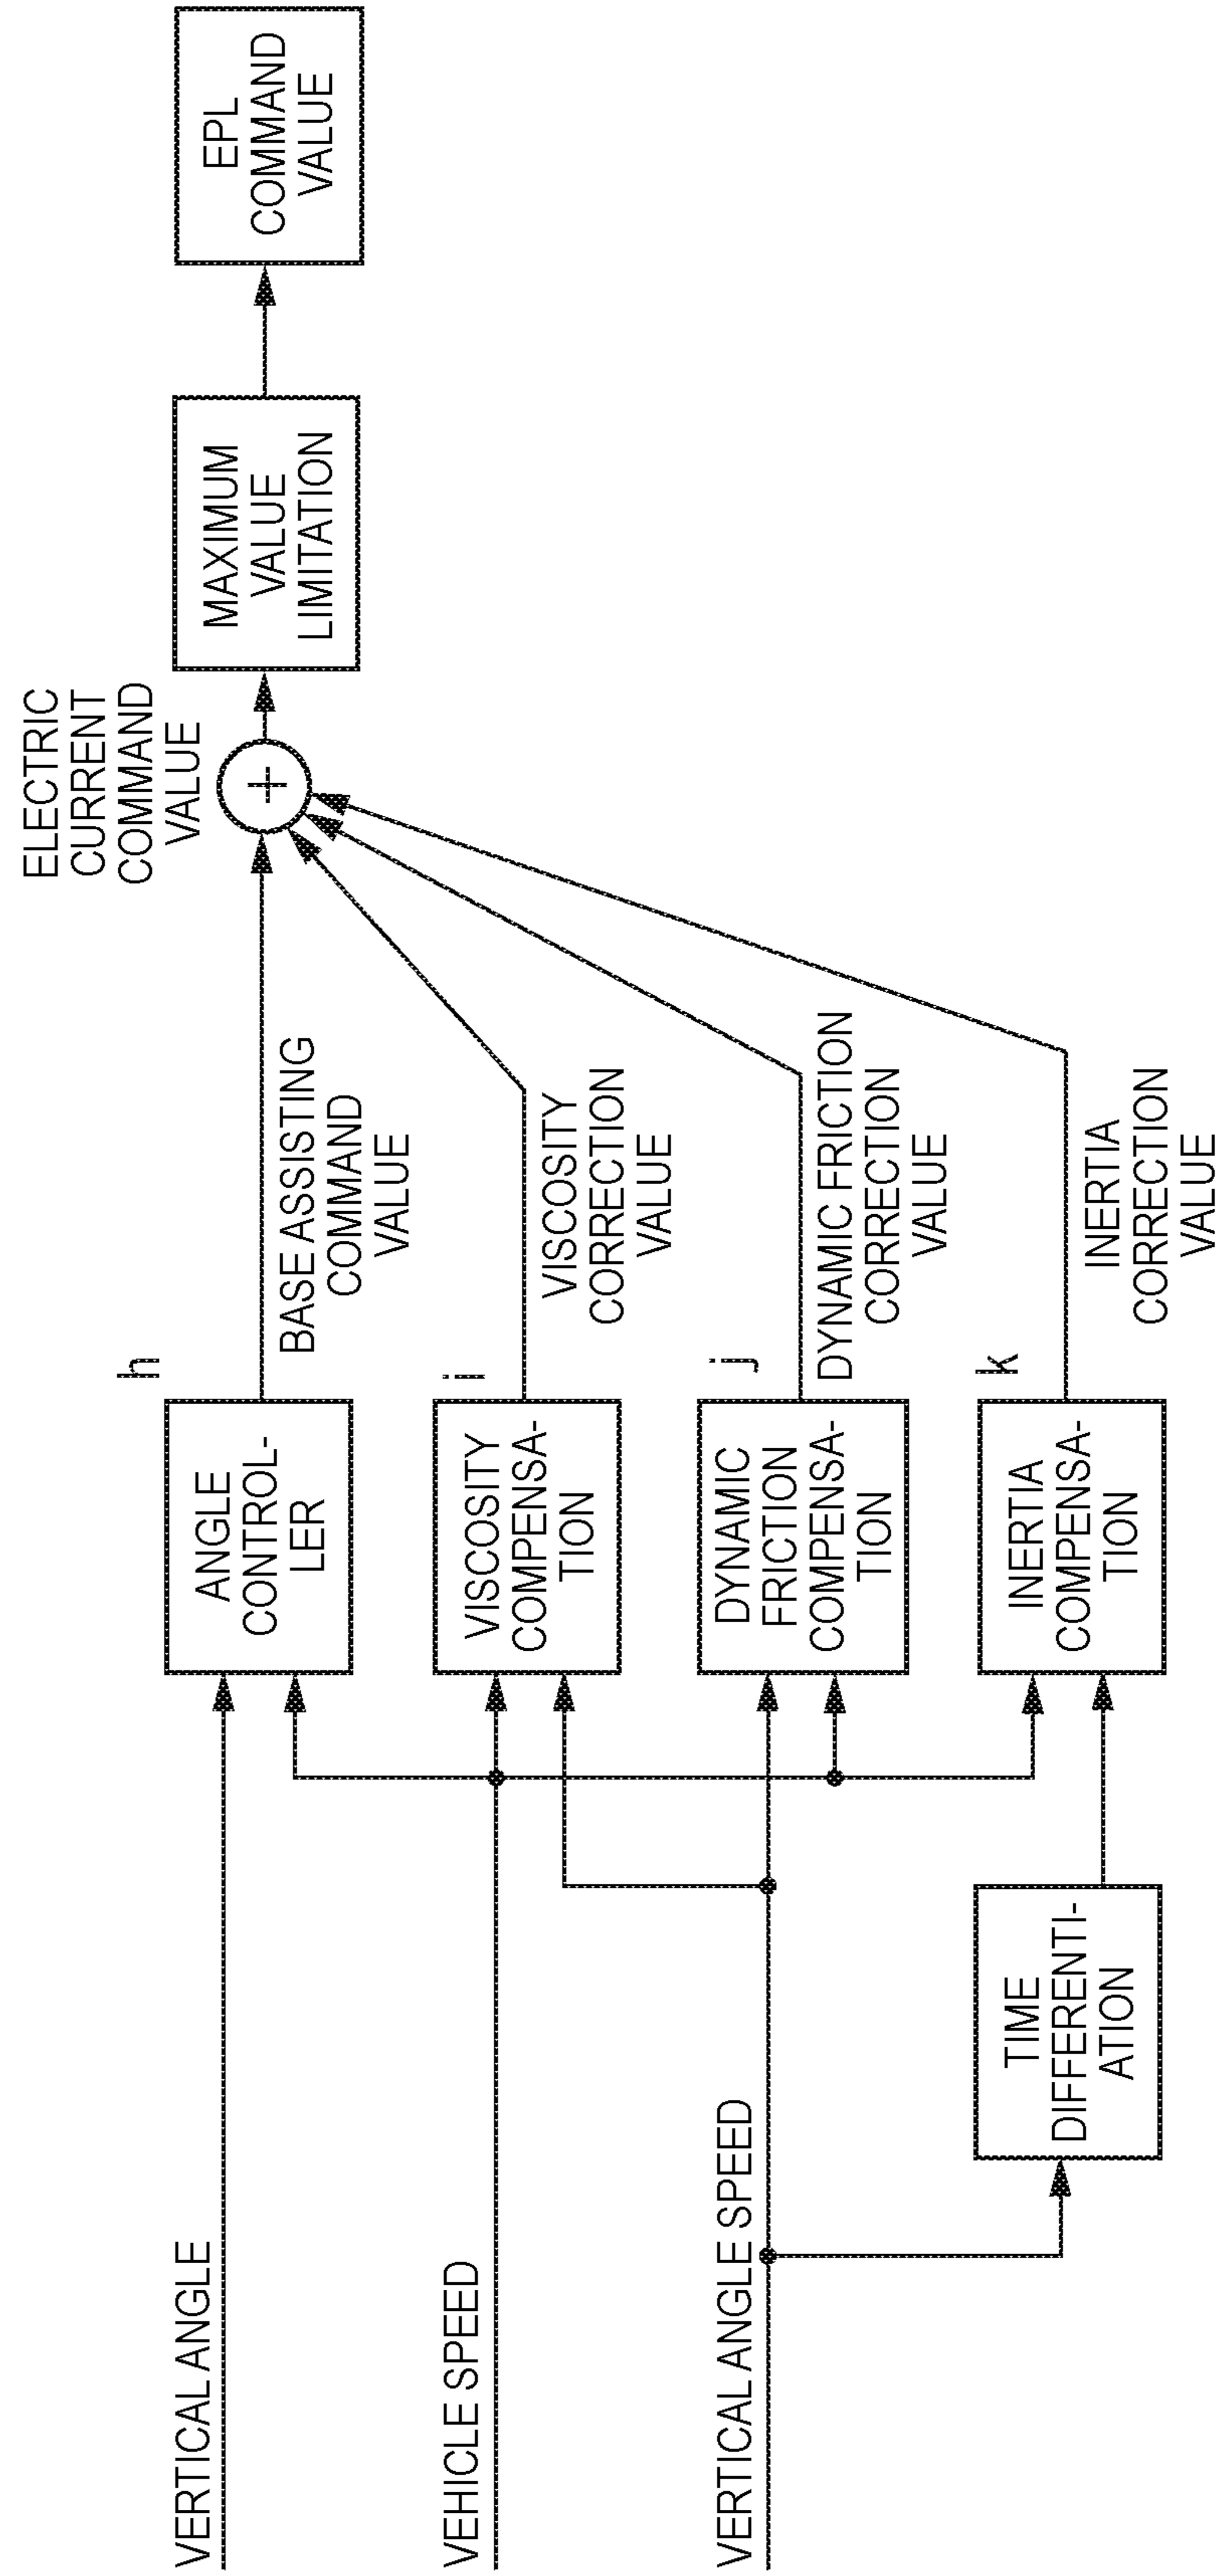 VERTICAL ANGLE
VEHICLE SPEED
VERTICAL ANGLE SPEED
TIME
DIFFERENTI-
ATION
h
ANGLE
CONTROL-
LER
i
VISCOSITY
COMPENSA-
TION
j
DYNAMIC
FRICTION
COMPENSA-
TION
k
INERTIA
COMPENSA-
TION
BASE ASSISTING
COMMAND
VALUE
VISCOSITY
CORRECTION
VALUE
DYNAMIC FRICTION
CORRECTION
VALUE
INERTIA
CORRECTION
VALUE
ELECTRIC
CURRENT
COMMAND
VALUE
+
MAXIMUM
VALUE
LIMITATION
EPL
COMMAND
VALUE